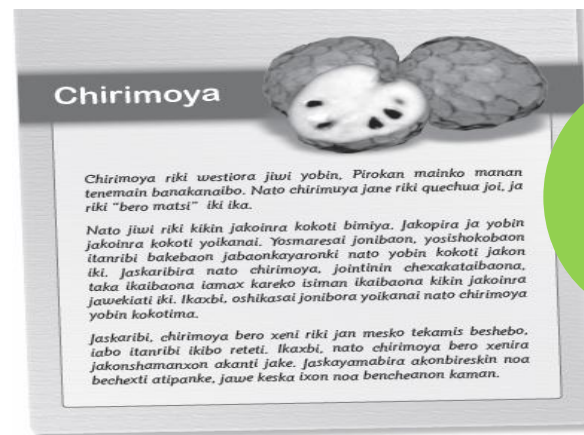 Chirimoya
Chirimoya riki westiora jiwi yobin, Pirokan mainko manan
tenemain banakanaibo. Nato chirimuya jane riki quechua joi, ja
riki “bero matsi” iki ika.
Nato jiwi riki kikin jakoinra kokoti bimiya. Jakopira ja yobin
jakoinra kokoti yoikanai. Yosmaresai jonibaon, yosishokobaon
itanribi bakebaon jabaonkayaronki nato yobin kokoti jakon
iki. Jaskaribira nato chirimoya, jointinin chexakataibaona,
taka ikaibaona iamax kareko isiman ikaibaona kikin jakoinra
jawekiati iki. Ikaxbi, oshikasai jonibora yoikanai nato chirimoya
yobin kokotima.
Jaskaribi, chirimoya bero xeni riki jan mesko tekamis beshebo,
iabo itanribi ikibo reteti. Ikaxbi, nato chirimoya bero xenira
jakonshamanxon akanti jake. Jaskayamabira akonbireskin noa
bechexti atipanke, jawe keska ixon noa bencheanon kaman.